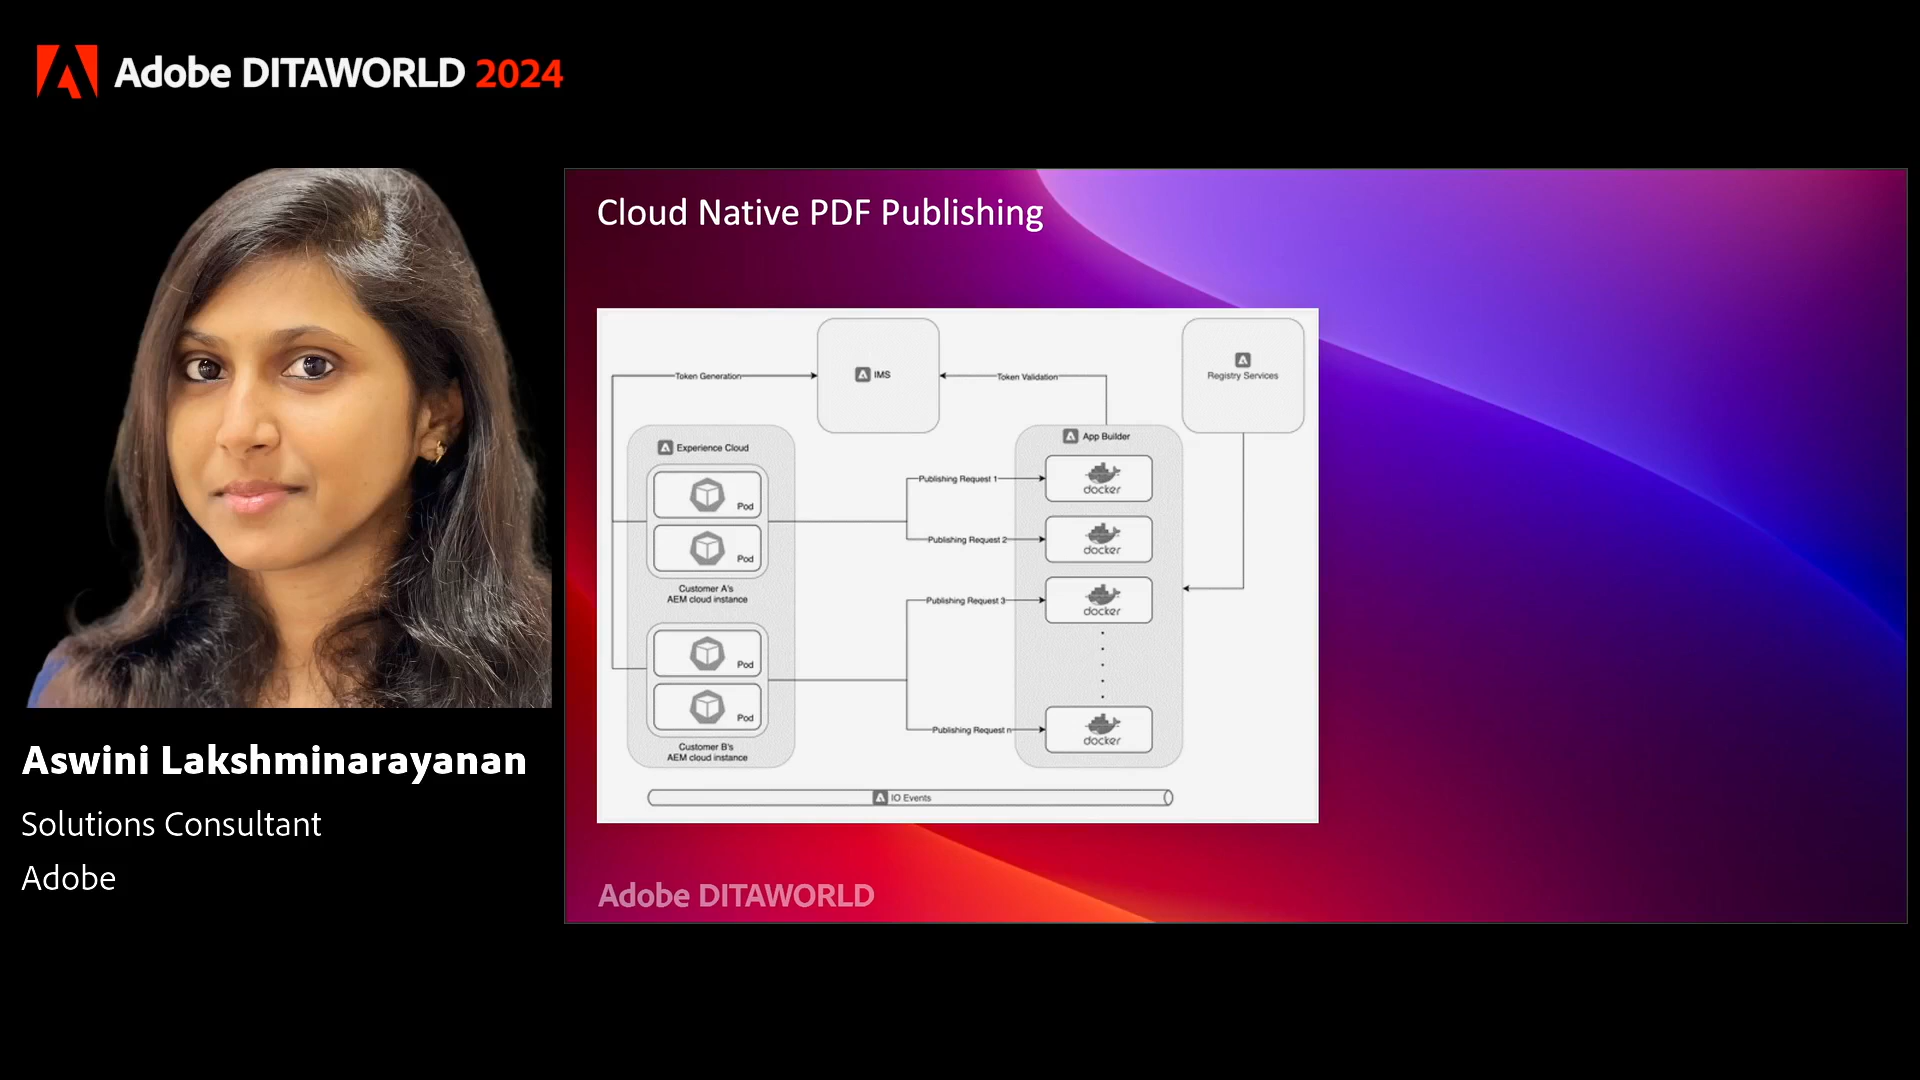 Adobe DITAWORLD 2024
Cloud Native PDF Publishing
Token Generation
IMS
Token Validation
Registry Services
Experience Cloud
App Builder
Pod
Pod
Customer A's
AEM cloud instance
Publishing Request 1
docker
Publishing Request 2
docker
Publishing Request 3
docker
Pod
Pod
Customer B's
AEM cloud instance
Publishing Request n
docker
IO Events
Adobe DITAWORLD
Aswini Lakshminarayanan
Solutions Consultant
Adobe